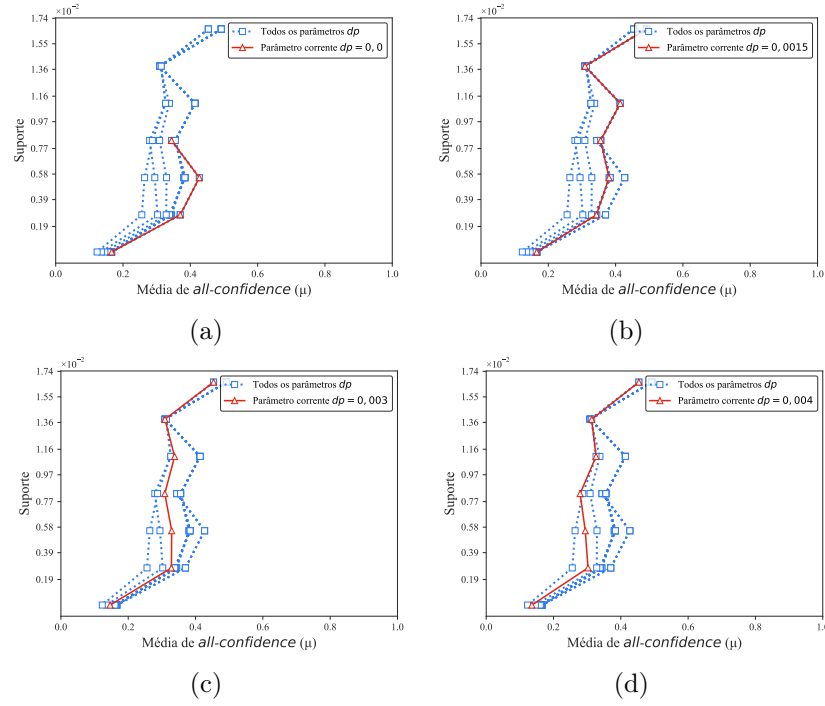 ×10⁻²
1.74
1.55
1.36
1.16
0.97
0.77
0.58
0.39
0.19
Suporte
Todos os parâmetros dp
Parâmetro corrente dp = 0, 0
0.0 0.2 0.4 0.6 0.8 1.0
Média de all-confidence (μ)
(a)
×10⁻²
1.74
1.55
1.36
1.16
0.97
0.77
0.58
0.39
0.19
Suporte
Todos os parâmetros dp
Parâmetro corrente dp = 0, 0015
0.0 0.2 0.4 0.6 0.8 1.0
Média de all-confidence (μ)
(b)
×10⁻²
1.74
1.55
1.36
1.16
0.97
0.77
0.58
0.39
0.19
Suporte
Todos os parâmetros dp
Parâmetro corrente dp = 0, 003
0.0 0.2 0.4 0.6 0.8 1.0
Média de all-confidence (μ)
(c)
×10⁻²
1.74
1.55
1.36
1.16
0.97
0.77
0.58
0.39
0.19
Suporte
Todos os parâmetros dp
Parâmetro corrente dp = 0, 004
0.0 0.2 0.4 0.6 0.8 1.0
Média de all-confidence (μ)
(d)